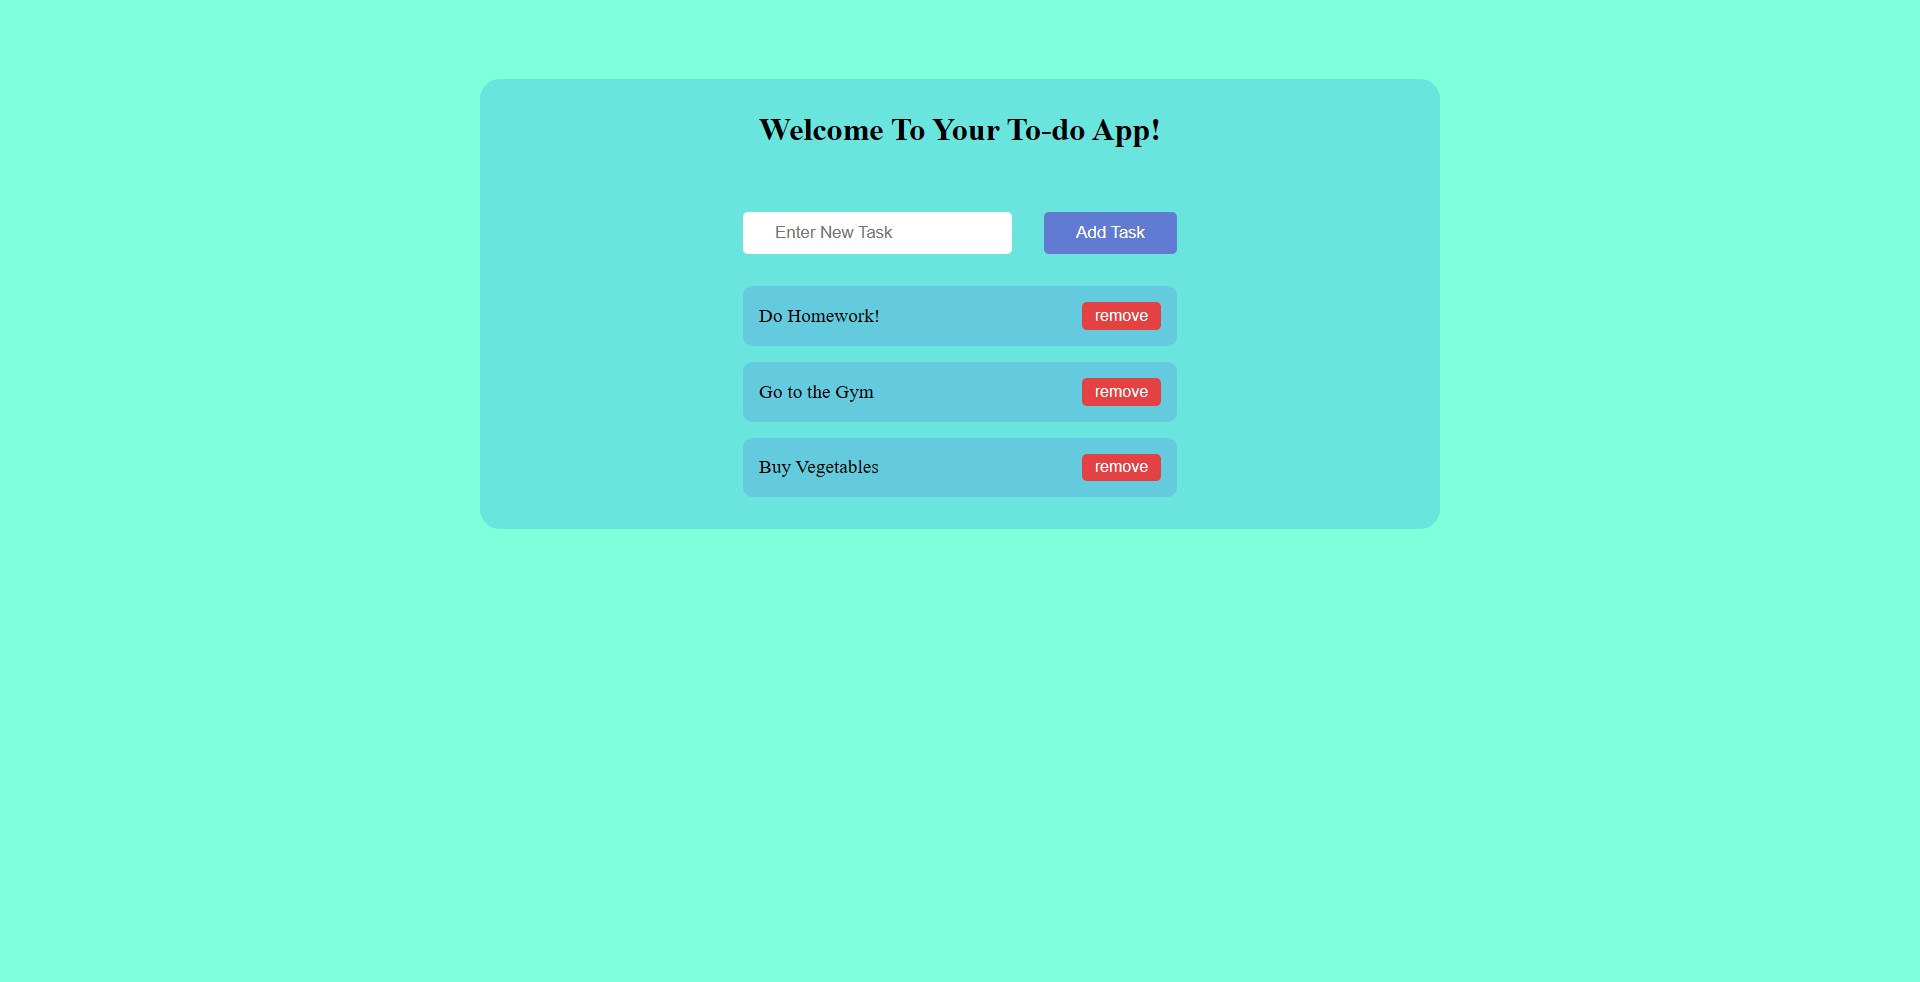 Welcome To Your To-do App!
Enter New Task
Add Task
Do Homework!
remove
Go to the Gym
remove
Buy Vegetables
remove